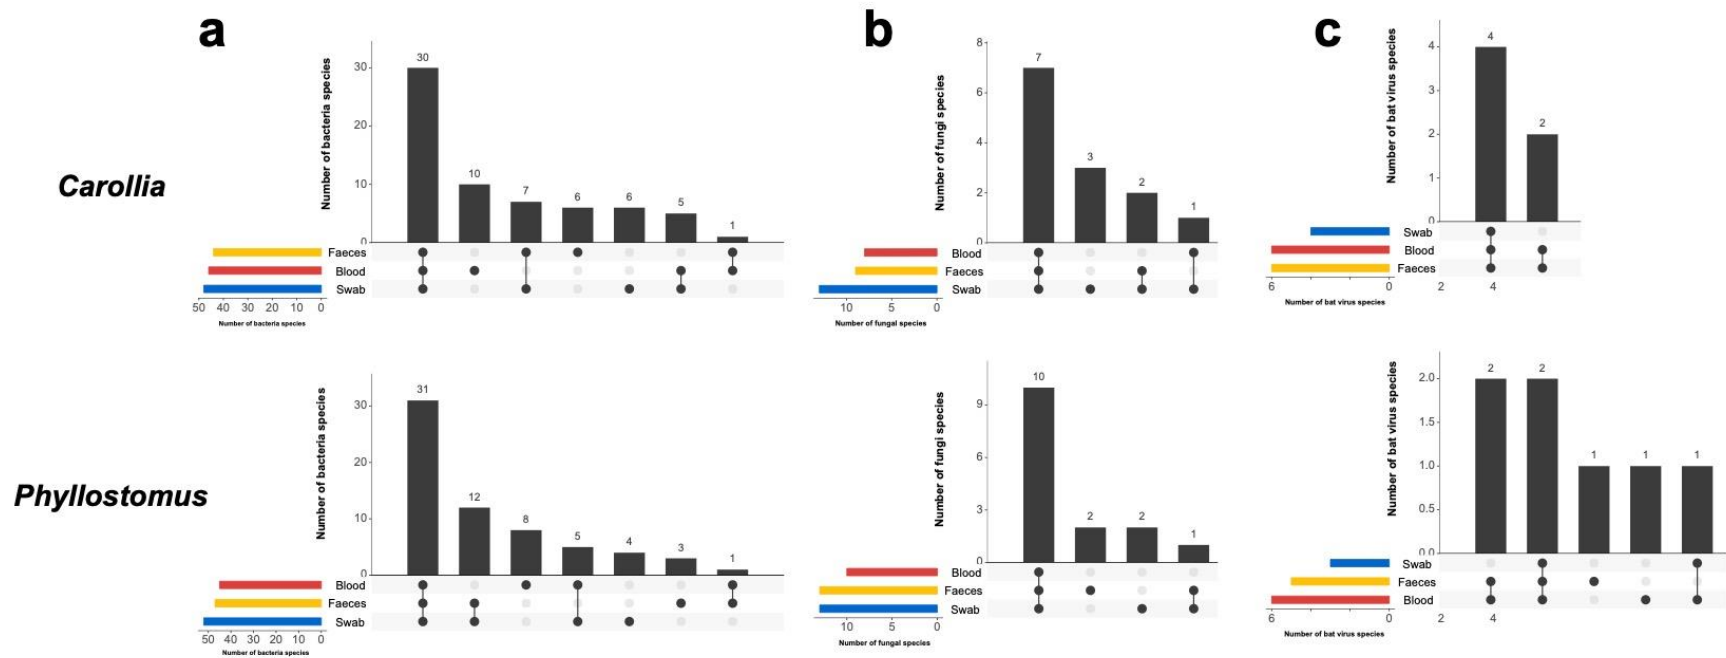 a
b
c
Carollia
Number of bacteria species
30
20
10
0
30
10
7
6
6
5
1
Faeces
Blood
Swab
50 40 30 20 10 0
Number of bacteria species
Number of fungi species
8
6
4
2
0
7
3
2
1
Blood
Faeces
Swab
10 5 0
Number of fungal species
Number of bat virus species
4
3
2
1
0
4
2
Swab
Blood
Faeces
6 0 2 4
Number of bat virus species
Phyllostomus
Number of bacteria species
30
20
10
0
31
12
8
5
4
3
1
Blood
Faeces
Swab
50 40 30 20 10 0
Number of bacteria species
Number of fungi species
9
6
3
0
10
2
2
1
Blood
Faeces
Swab
10 5 0
Number of fungal species
Number of bat virus species
2.0
1.5
1.0
0.5
0.0
2
2
1
1
1
Swab
Faeces
Blood
6 0 2 4
Number of bat virus species